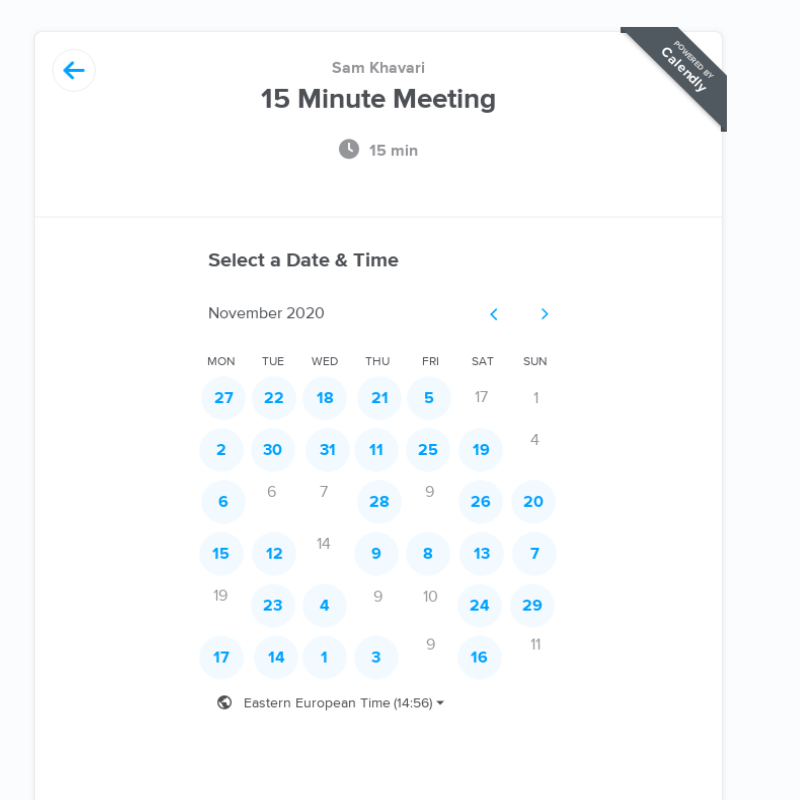 Sam Khavari
POWERED BY
Calendly
15 Minute Meeting
15 min
Select a Date & Time
November 2020
MON TUE WED THU FRI SAT SUN
27 22 18 21 5 17 1
2 30 31 11 25 19 4
6 6 7 28 9 26 20
15 12 14 9 8 13 7
19 23 4 9 10 24 29
17 14 1 3 9 16 11
Eastern European Time (14:56)